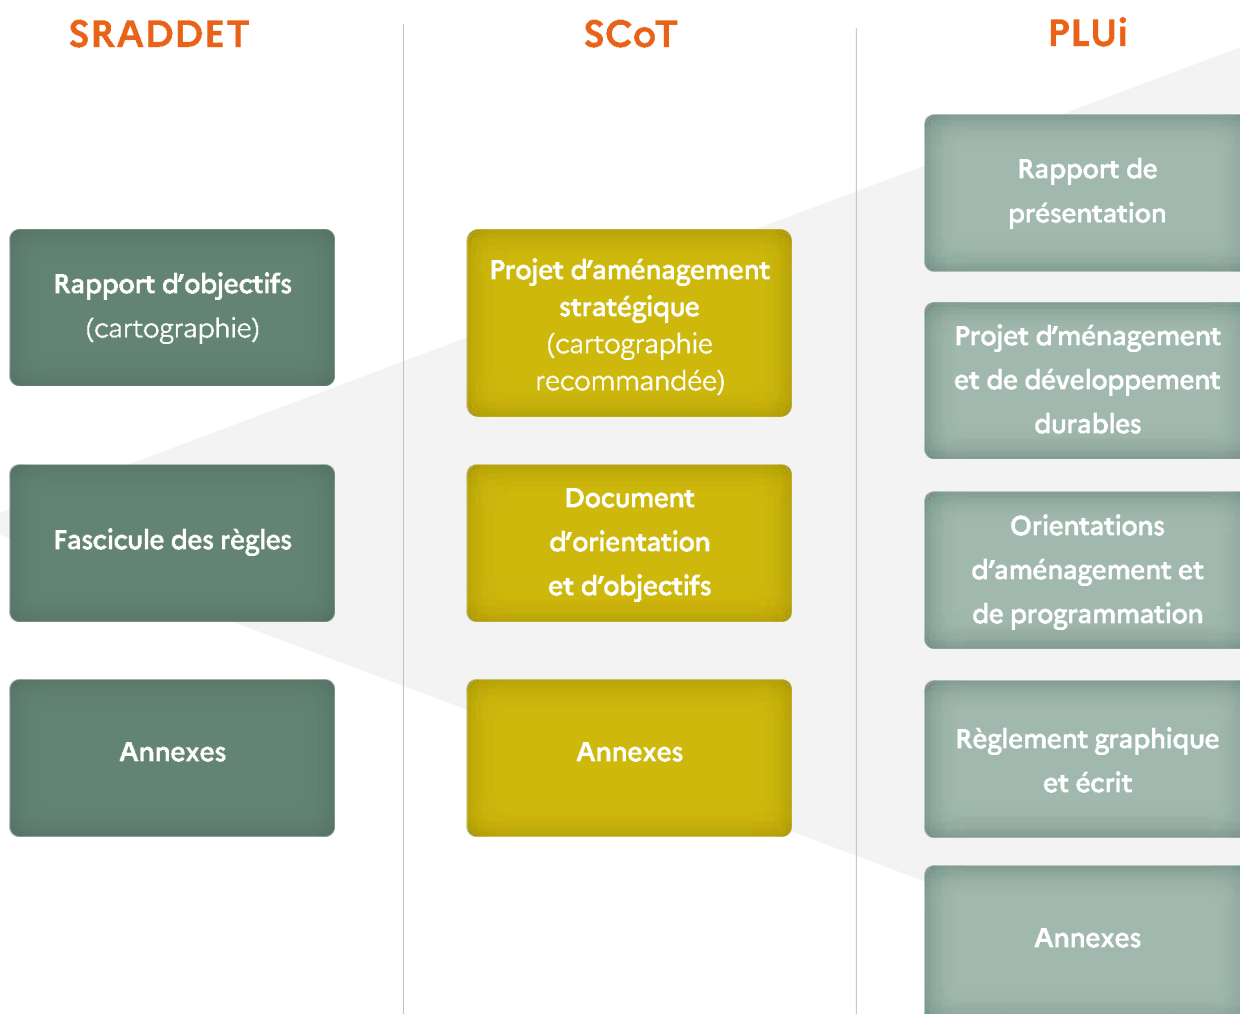 SRADDET
Rapport d’objectifs
(cartographie)
Fascicule des règles
Annexes
SCoT
Projet d’aménagement
stratégique
(cartographie
recommandée)
Document
d’orientation
et d’objectifs
Annexes
PLUi
Rapport de
présentation
Projet d’ménagement
et de développement
durables
Orientations
d’aménagement et
de programmation
Règlement graphique
et écrit
Annexes